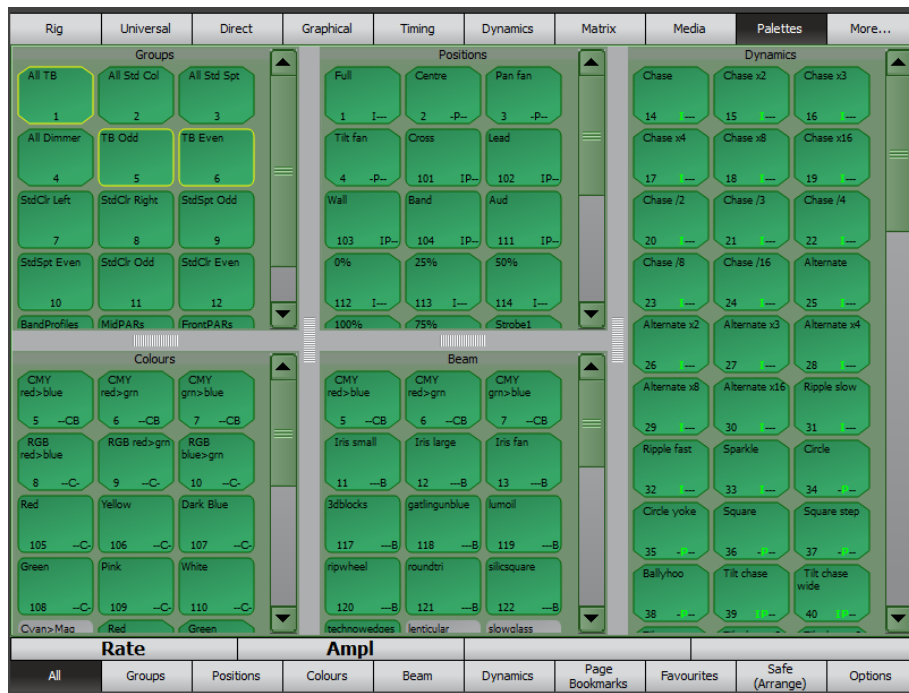 Rig Universal Direct Graphical Timing Dynamics Matrix Media Palettes More...
Groups
All TB All Std Col All Std Spt
1 2 3
All Dimmer TB Odd TB Even
4 5 6
StdClr Left StdClr Right StdSpt Odd
7 8 9
StdSpt Even StdClr Odd StdClr Even
10 11 12
BandProfiles MidPARs FrontPARs
Positions
Full Centre Pan fan
1 I--- 2 -P-- 3 -P--
Tilt fan Cross Lead
4 -P-- 101 IP-- 102 IP--
Wall Band Aud
103 IP-- 104 IP-- 111 IP--
0% 25% 50%
112 I--- 113 I--- 114 I---
100% 75% Strobe1
Dynamics
Chase Chase x2 Chase x3
14 I--- 15 I--- 16 I---
Chase x4 Chase x8 Chase x16
17 I--- 18 I--- 19 I---
Chase /2 Chase /3 Chase /4
20 I--- 21 I--- 22 I---
Chase /8 Chase /16 Alternate
23 I--- 24 I--- 25 I---
Alternate x2 Alternate x3 Alternate x4
26 I--- 27 I--- 28 I---
Alternate x8 Alternate x16 Ripple slow
29 I--- 30 I--- 31 I---
Ripple fast Sparkle Circle
32 I--- 33 I--- 34 -P--
Circle yoke Square Square step
35 -P-- 36 -P-- 37 -P--
Ballyhoo Tilt chase Tilt chase
wide
38 -P-- 39 IP-- 40 IP--
Colours
CMY CMY CMY
red>blue red>grn grn>blue
5 --CB 6 --CB 7 --CB
RGB RGB red>grn RGB
red>blue blue>grn
8 --C- 9 --C- 10 --C-
Red Yellow Dark Blue
105 --C- 106 --C- 107 --C-
Green Pink White
108 --C- 109 --C- 110 --C-
Cyan>Mag Red Green
Beam
CMY CMY CMY
red>blue red>grn grn>blue
5 --CB 6 --CB 7 --CB
Iris small Iris large Iris fan
11 ---B 12 ---B 13 ---B
3dblocks gatlingunblue lumoil
117 ---B 118 ---B 119 ---B
ripwheel roundtri silicsquare
120 ---B 121 ---B 122 ---B
technowedoes lenticular slowglass
Rate Ampl
All Groups Positions Colours Beam Dynamics Page Favourites Safe Options
Bookmarks (Arrange)